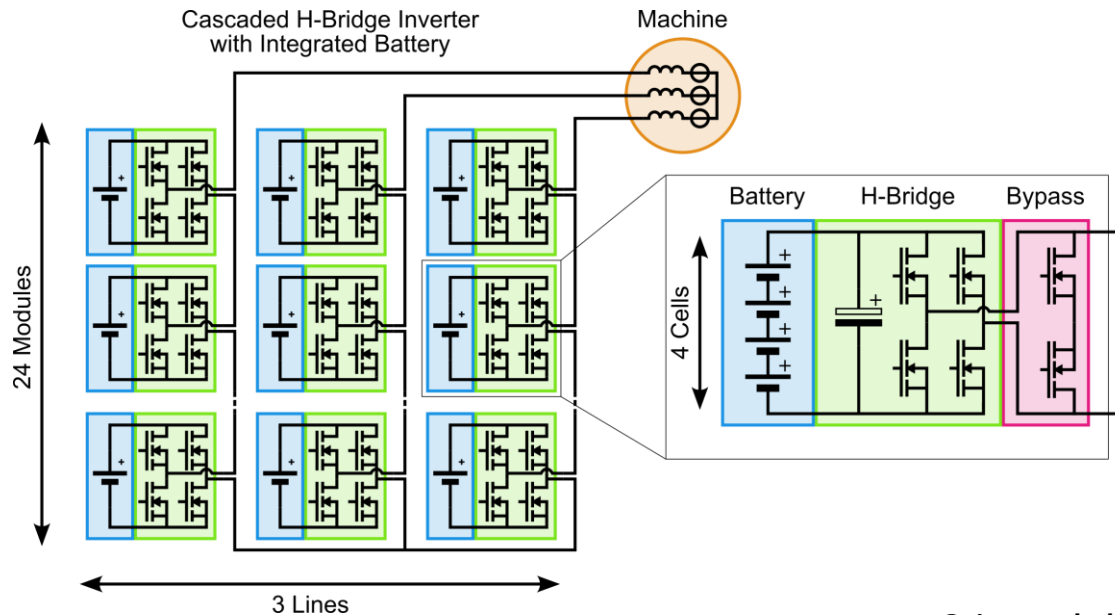 Cascaded H-Bridge Inverter
with Integrated Battery
Machine
24 Modules
3 Lines
Battery
H-Bridge
Bypass
4 Cells